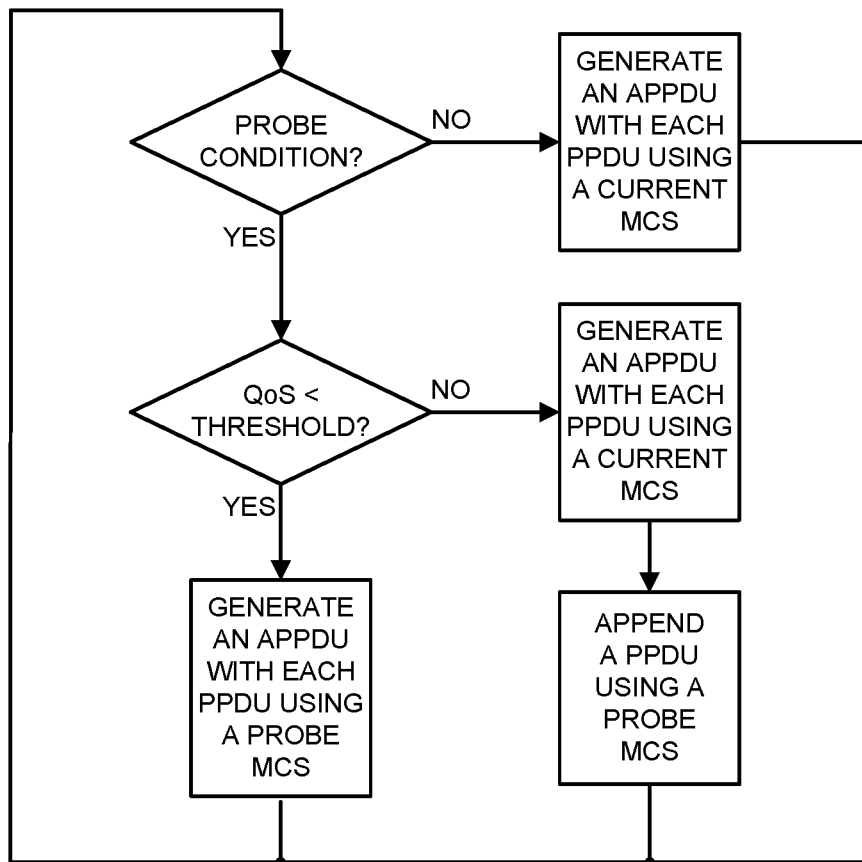 PROBE
CONDITION?
NO
GENERATE
AN APPDU
WITH EACH
PPDU USING
A CURRENT
MCS
YES
QoS <
THRESHOLD?
NO
GENERATE
AN APPDU
WITH EACH
PPDU USING
A CURRENT
MCS
YES
GENERATE
AN APPDU
WITH EACH
PPDU USING
A PROBE
MCS
APPEND
A PPDU
USING A
PROBE
MCS